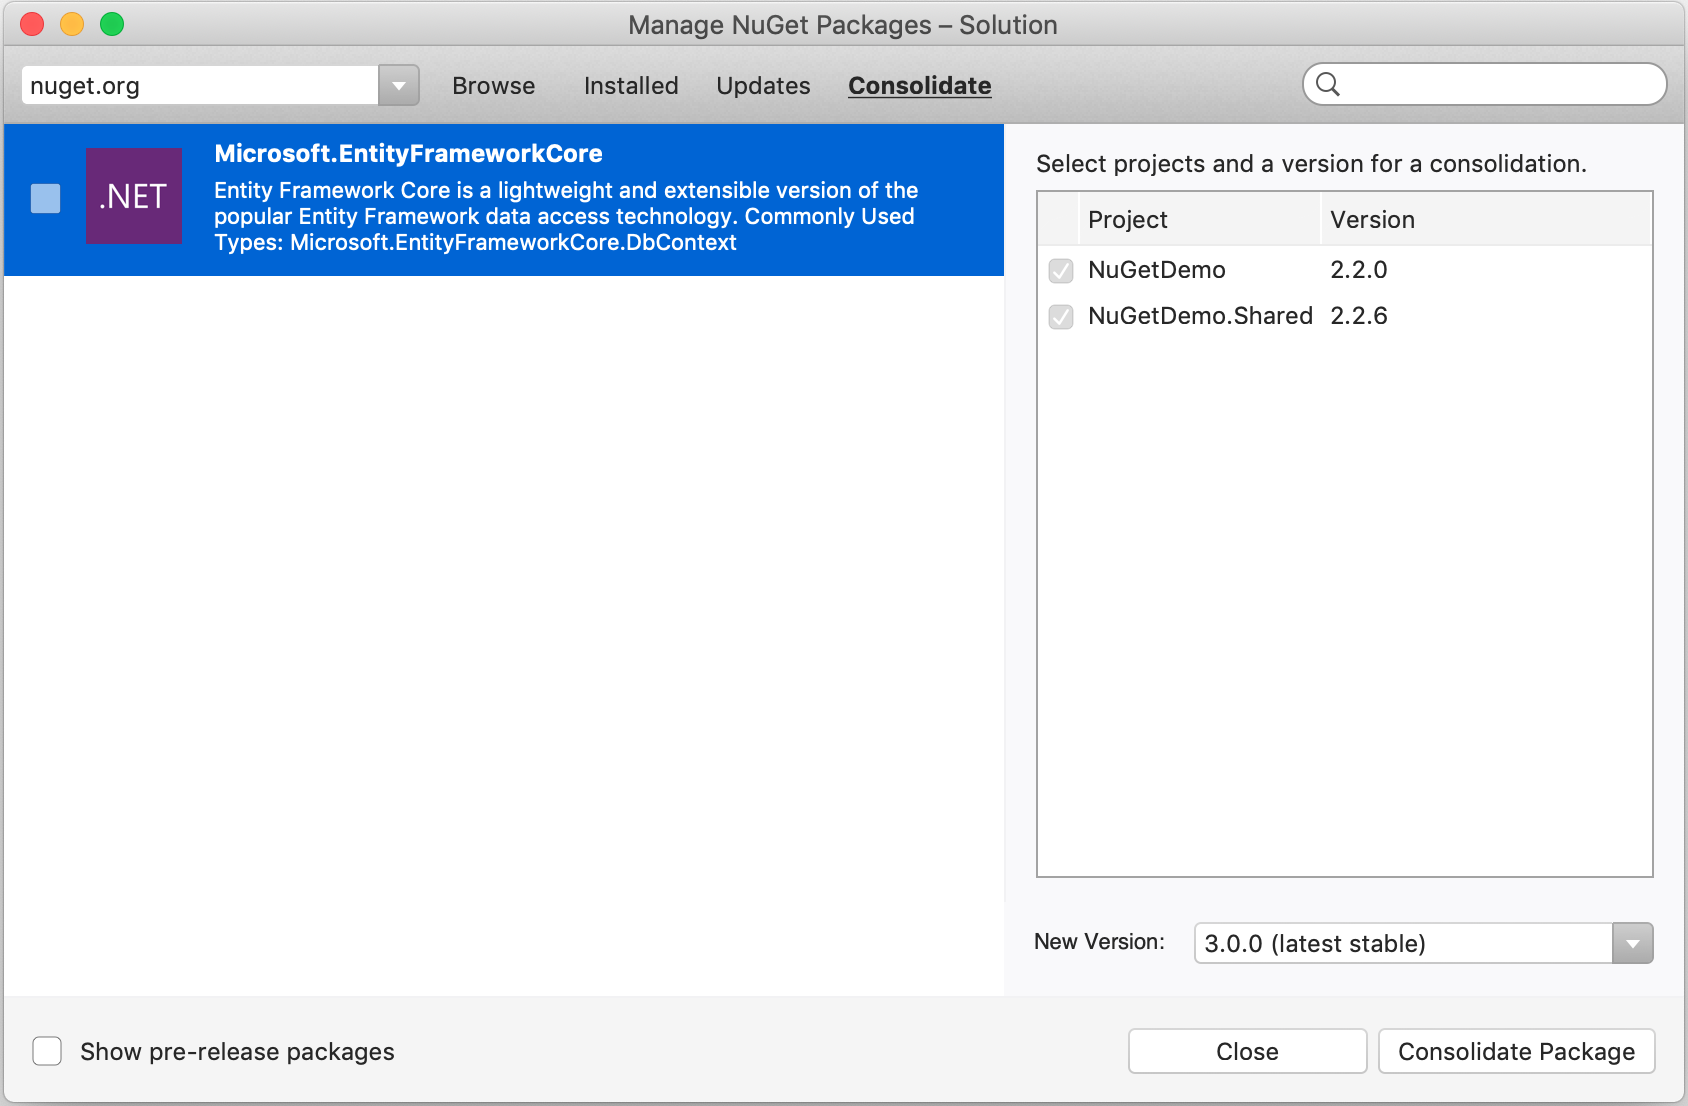 Manage NuGet Packages – Solution
nuget.org
Browse
Installed
Updates
Consolidate
.NET
Microsoft.EntityFrameworkCore
Entity Framework Core is a lightweight and extensible version of the
popular Entity Framework data access technology. Commonly Used
Types: Microsoft.EntityFrameworkCore.DbContext
Select projects and a version for a consolidation.
Project Version
NuGetDemo 2.2.0
NuGetDemo.Shared 2.2.6
New Version: 3.0.0 (latest stable)
Show pre-release packages
Close
Consolidate Package